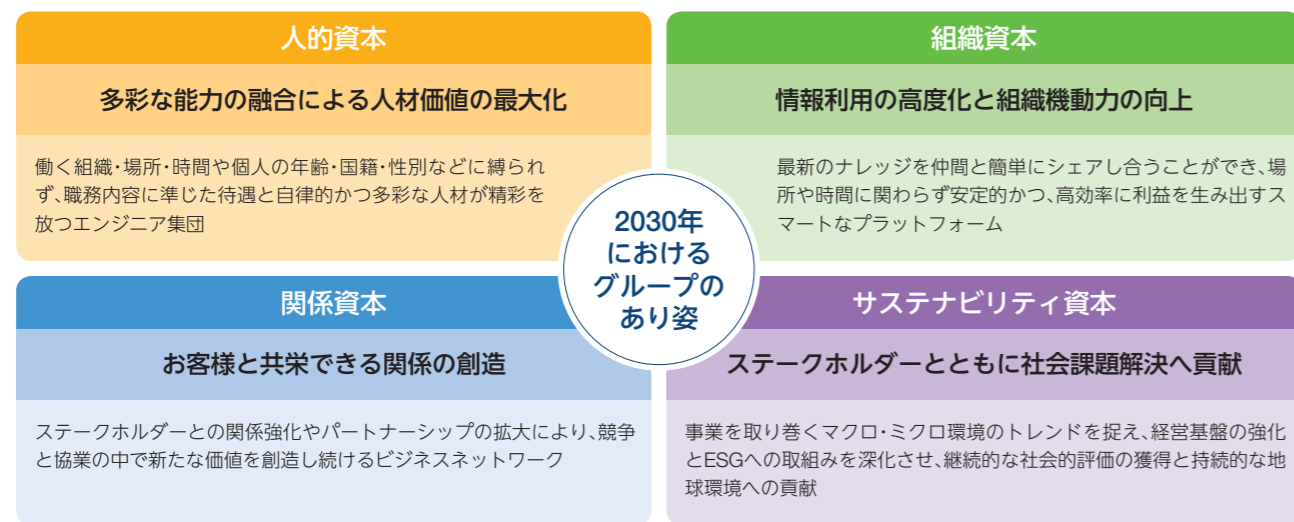 人的資本
多彩な能力の融合による人材価値の最大化
働く組織・場所・時間や個人の年齢・国籍・性別などに縛られ
ず、職務内容に準じた待遇と自律的かつ多彩な人材が精彩を
放つエンジニア集団
組織資本
情報利用の高度化と組織機動力の向上
最新のナレッジを仲間と簡単にシェアし合うことができ、場
所や時間に関わらず安定的かつ、高効率に利益を生み出すス
マートなプラットフォーム
2030年
における
グループの
あり姿
関係資本
お客様と共栄できる関係の創造
ステークホルダーとの関係強化やパートナーシップの拡大により、競争
と協業の中で新たな価値を創造し続けるビジネスネットワーク
サステナビリティ資本
ステークホルダーとともに社会課題解決へ貢献
事業を取り巻くマクロ・ミクロ環境のトレンドを捉え、経営基盤の強化
とESGへの取組みを深化させ、継続的な社会的評価の獲得と持続的な地
球環境への貢献